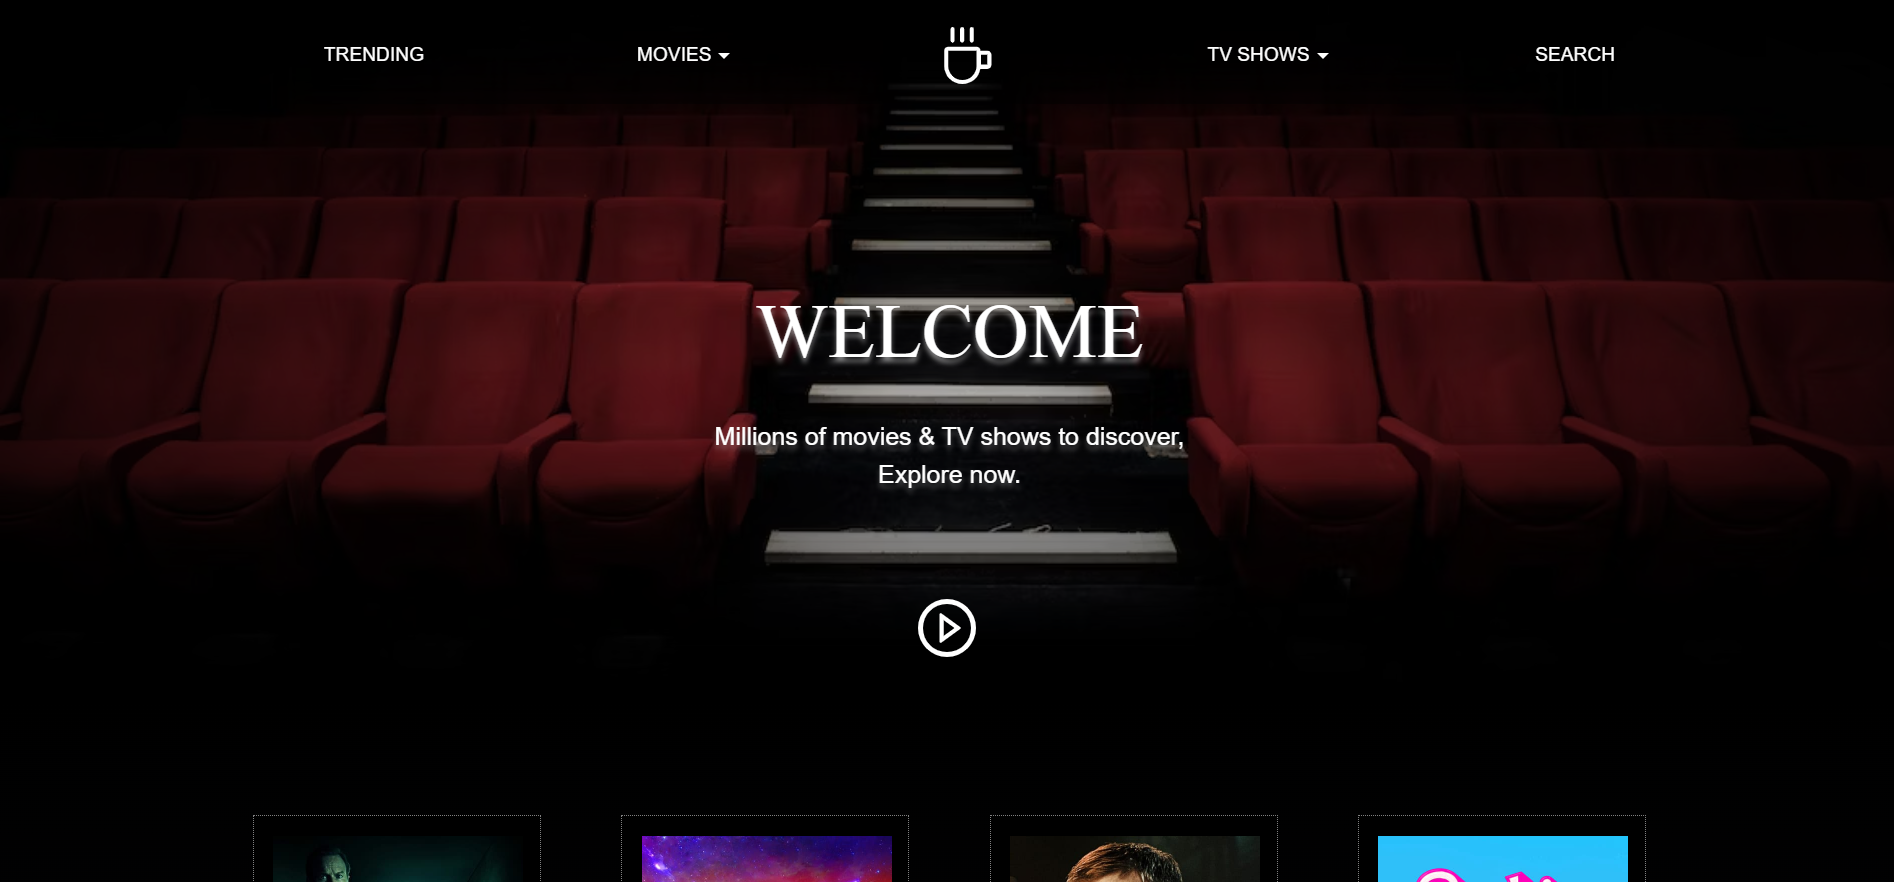 TRENDING
MOVIES
TV SHOWS
SEARCH
WELCOME
Millions of movies & TV shows to discover,
Explore now.